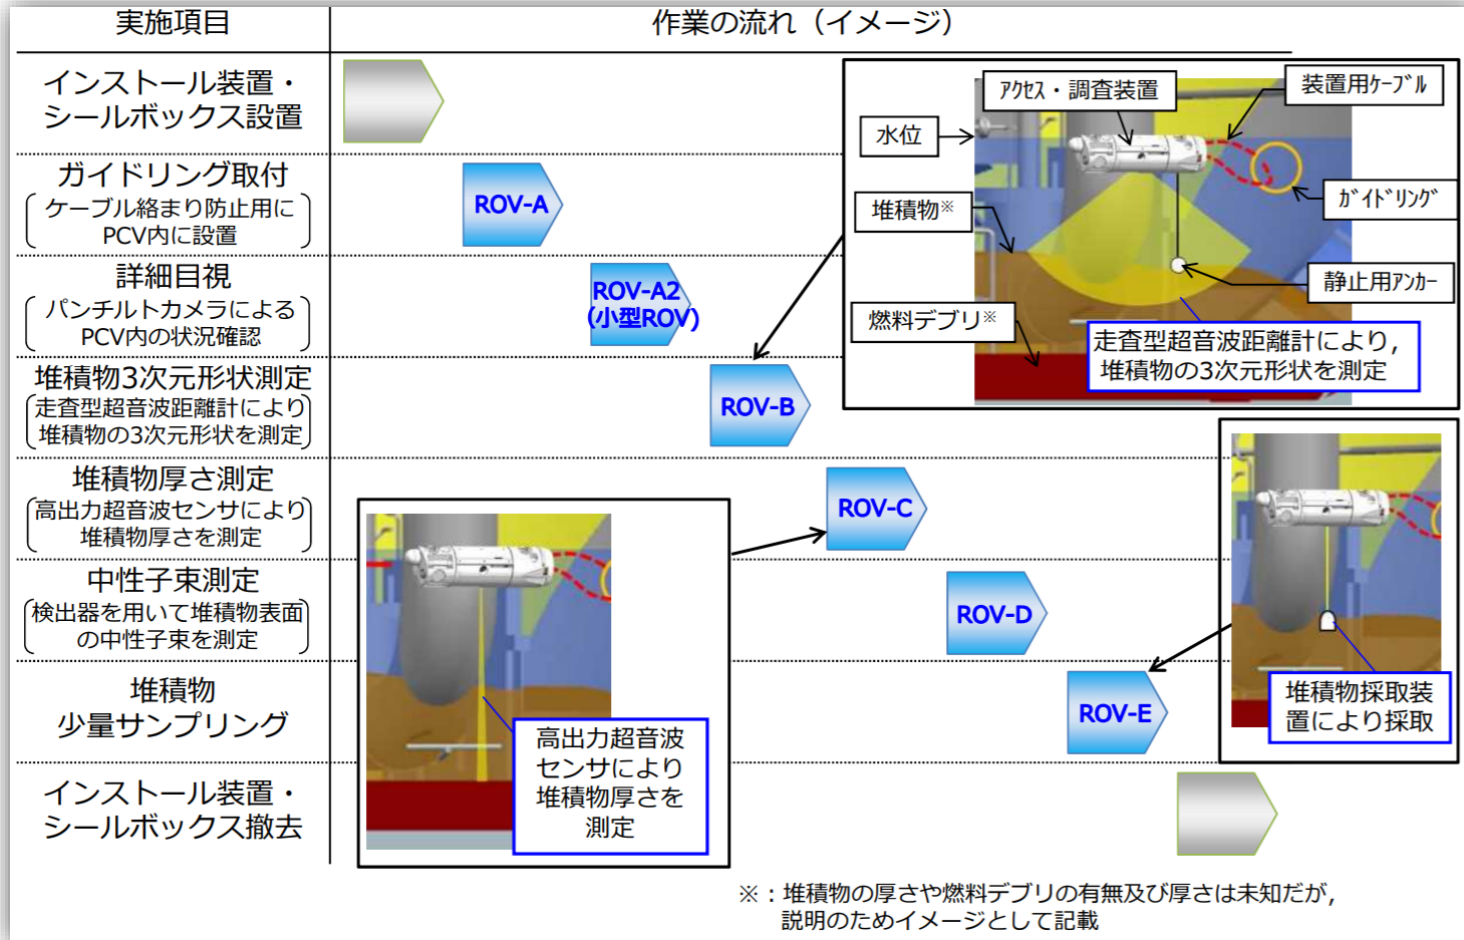 実施項目
作業の流れ（イメージ）
インストール装置・
シールボックス設置
ガイドリング取付
ケーブル絡まり防止用に
PCV内に設置
ROV-A
詳細目視
パンチルトカメラによる
PCV内の状況確認
ROV-A2
(小型ROV)
堆積物3次元形状測定
走査型超音波距離計により
堆積物の3次元形状を測定
ROV-B
アクセス・調査装置
装置用ケーブル
水位
堆積物※
ガイドリング
静止用アンカー
燃料デブリ※
走査型超音波距離計により,
堆積物の3次元形状を測定
堆積物厚さ測定
高出力超音波センサにより
堆積物厚さを測定
ROV-C
中性子束測定
検出器を用いて堆積物表面
の中性子束を測定
ROV-D
堆積物
少量サンプリング
高出力超音波
センサにより
堆積物厚さを
測定
ROV-E
堆積物採取装
置により採取
インストール装置・
シールボックス撤去
※：堆積物の厚さや燃料デブリの有無及び厚さは未知だが，
説明のためイメージとして記載